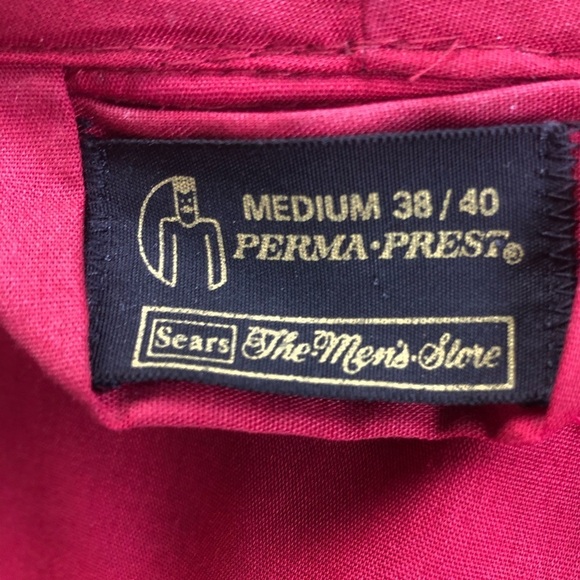 MEDIUM 38/40
PERMA·PREST®
Sears The·Men's·Store